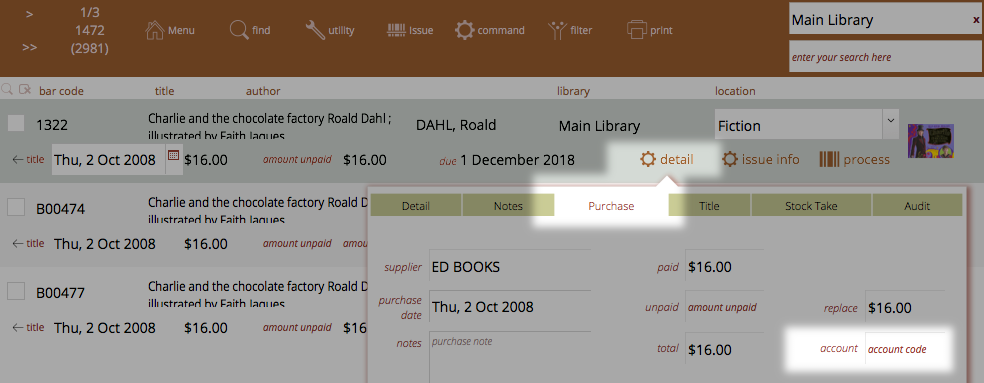 > 1/3
1472
>> (2981)
Menu find utility Issue command filter print
Main Library x
enter your search here
bar code title author library location
1322 Charlie and the chocolate factory Roald Dahl ; DAHL, Roald Main Library Fiction
illustrated by Faith Jaques
← title Thu, 2 Oct 2008 $16.00 amount unpaid $16.00 due 1 December 2018 detail issue info process
B00474 Charlie and the chocolate factory Roald D
illustrated by Faith Jaques
← title Thu, 2 Oct 2008 $16.00 amount unpaid amou
B00477 Charlie and the chocolate factory Roald D
illustrated by Faith Jaques
← title Thu, 2 Oct 2008 $16.00 amount unpaid $16
Detail Notes Purchase Title Stock Take Audit
supplier ED BOOKS paid $16.00
purchase date Thu, 2 Oct 2008 unpaid amount unpaid replace $16.00
notes purchase note total $16.00 account account code